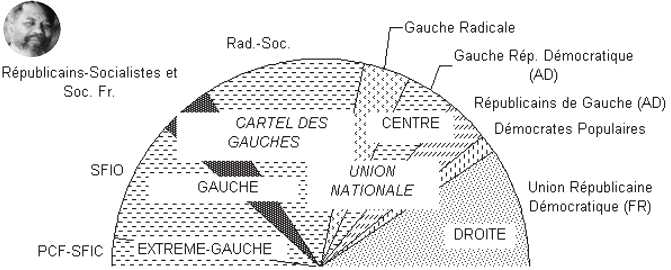 Gauche Radicale
Rad.-Soc.
Gauche Rép. Démocratique
(AD)
Républicains-Socialistes et
Soc. Fr.
Républicains de Gauche (AD)
CARTEL DES
GAUCHES
CENTRE
Démocrates Populaires
SFIO
UNION
NATIONALE
GAUCHE
Union Républicaine
Démocratique (FR)
DROITE
PCF-SFIC
EXTREME-GAUCHE